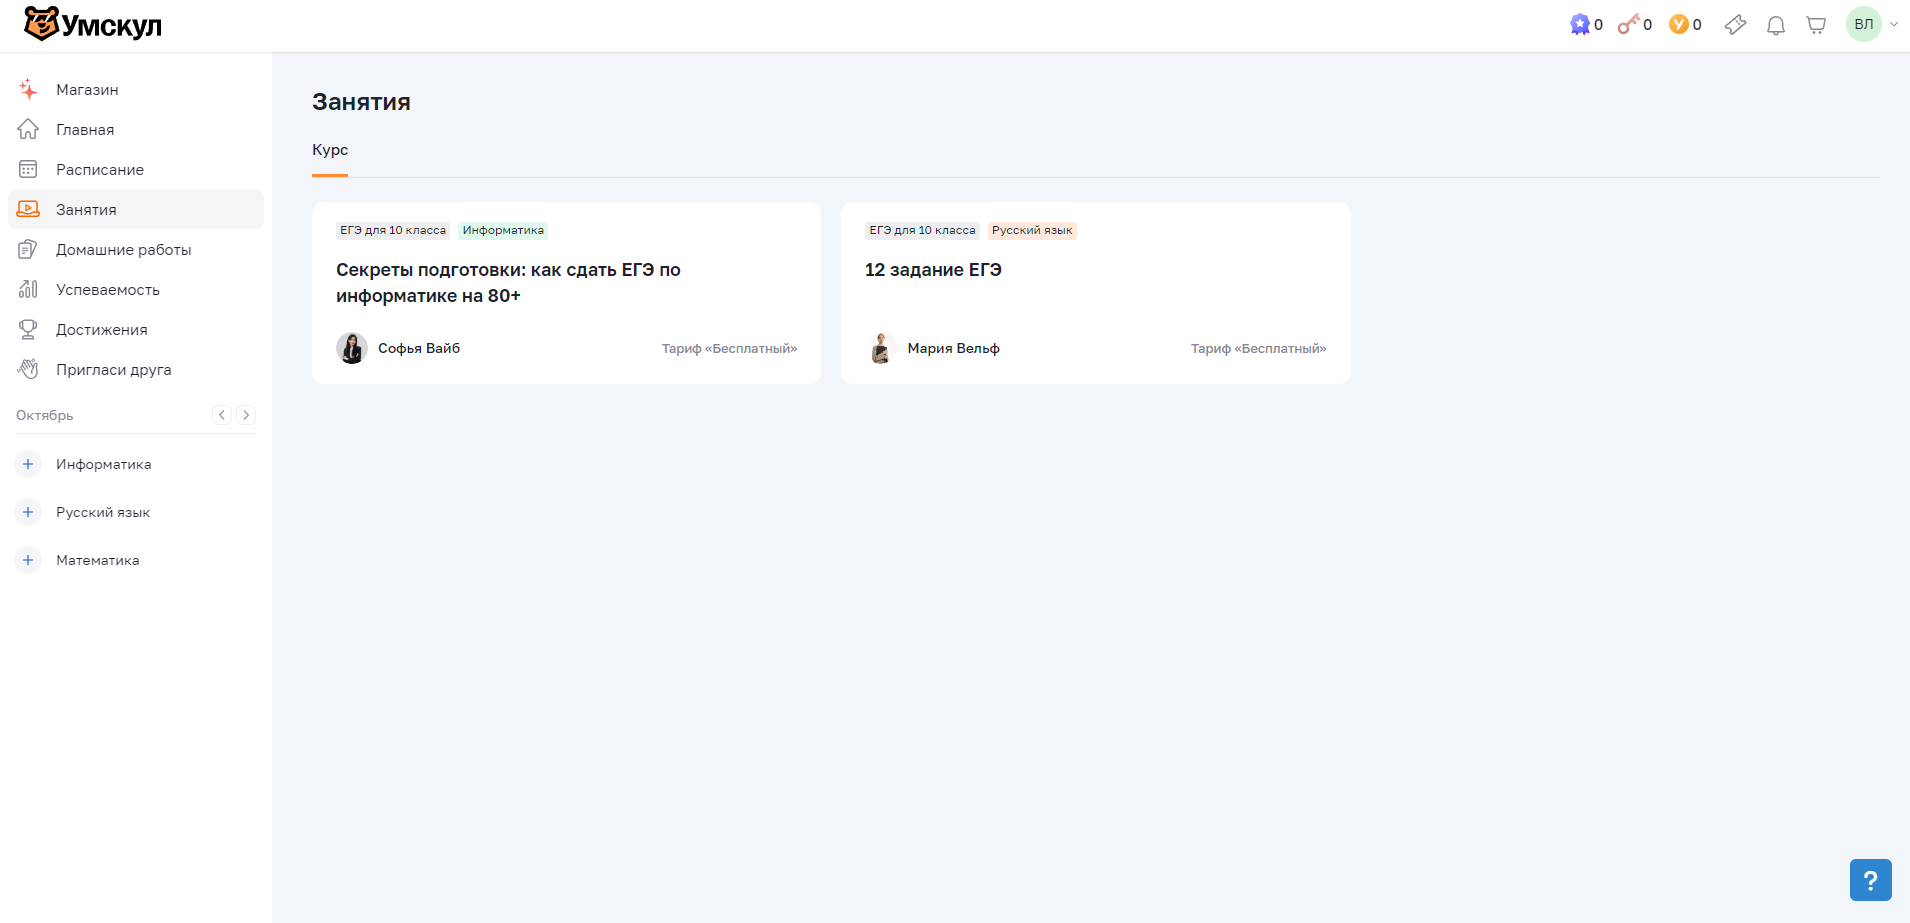 Умскул
0
0
0
ВЛ
Магазин
Главная
Расписание
Занятия
Домашние работы
Успеваемость
Достижения
Пригласи друга
Октябрь
Информатика
Русский язык
Математика
Занятия
Курс
ЕГЭ для 10 класса
Информатика
Секреты подготовки: как сдать ЕГЭ по
информатике на 80+
Софья Вайб
Тариф «Бесплатный»
ЕГЭ для 10 класса
Русский язык
12 задание ЕГЭ
Мария Вельф
Тариф «Бесплатный»
?